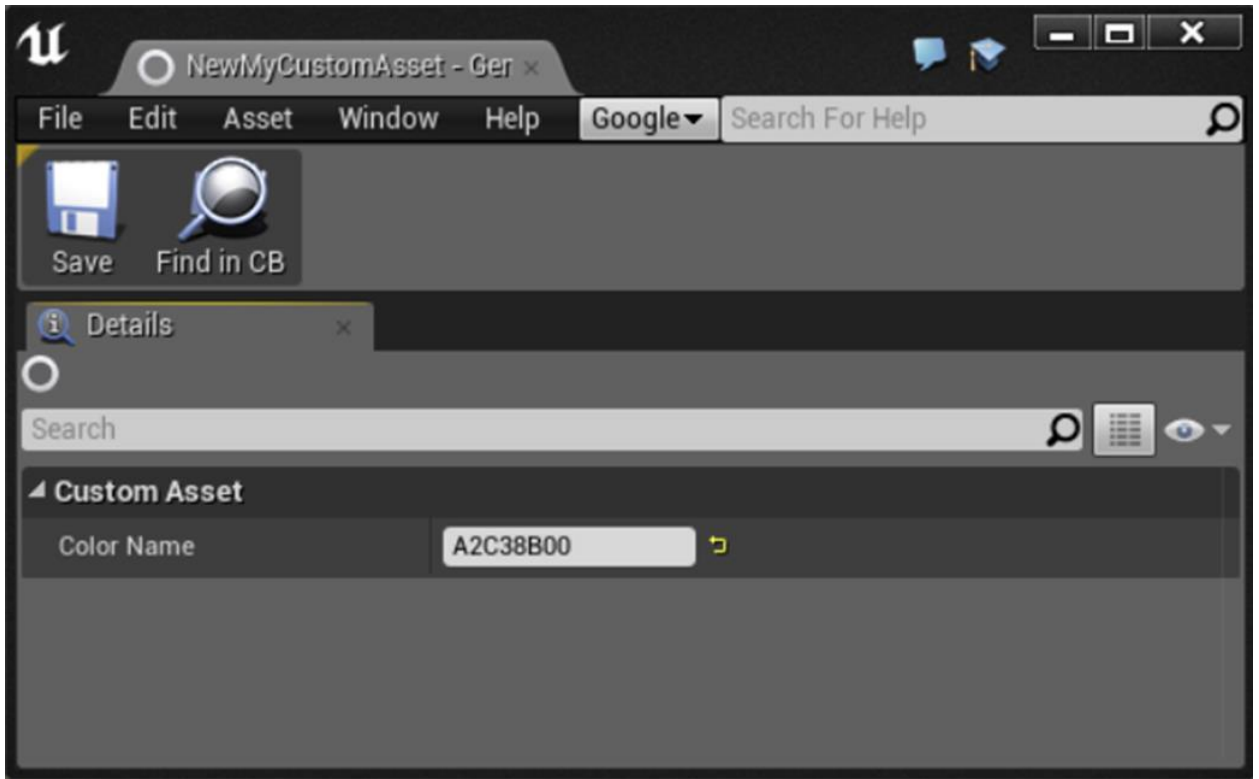 NewMyCustomAsset - Ger
File Edit Asset Window Help Google Search For Help
Save Find in CB
Details
Search
Custom Asset
Color Name A2C38B00